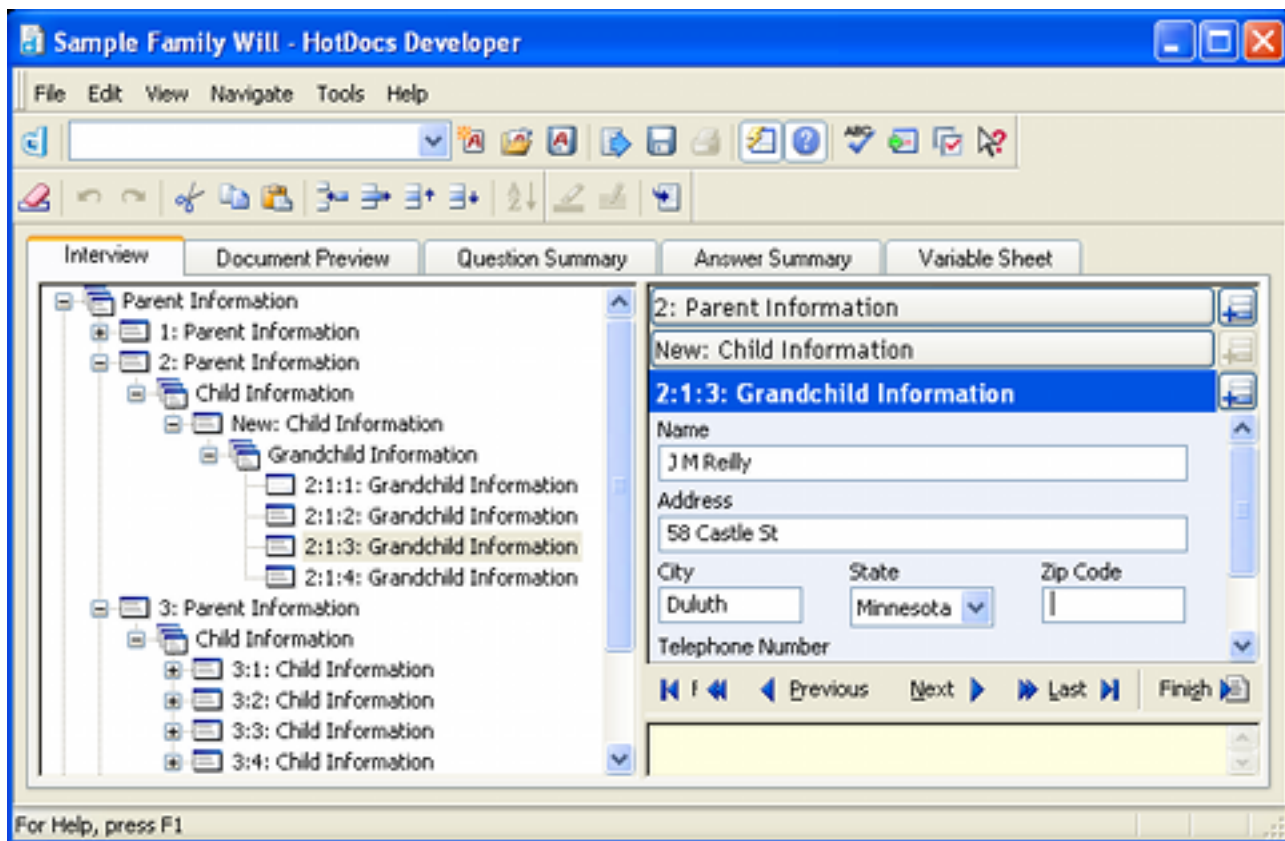 Sample Family Will - HotDocs Developer
File Edit View Navigate Tools Help
ABC
Interview Document Preview Question Summary Answer Summary Variable Sheet
Parent Information
1: Parent Information
2: Parent Information
Child Information
New: Child Information
Grandchild Information
2:1:1: Grandchild Information
2:1:2: Grandchild Information
2:1:3: Grandchild Information
2:1:4: Grandchild Information
3: Parent Information
Child Information
3:1: Child Information
3:2: Child Information
3:3: Child Information
3:4: Child Information
2: Parent Information
New: Child Information
2:1:3: Grandchild Information
Name
J M Reilly
Address
58 Castle St
City State Zip Code
Duluth Minnesota
Telephone Number
Previous Next Last Finish
For Help, press F1